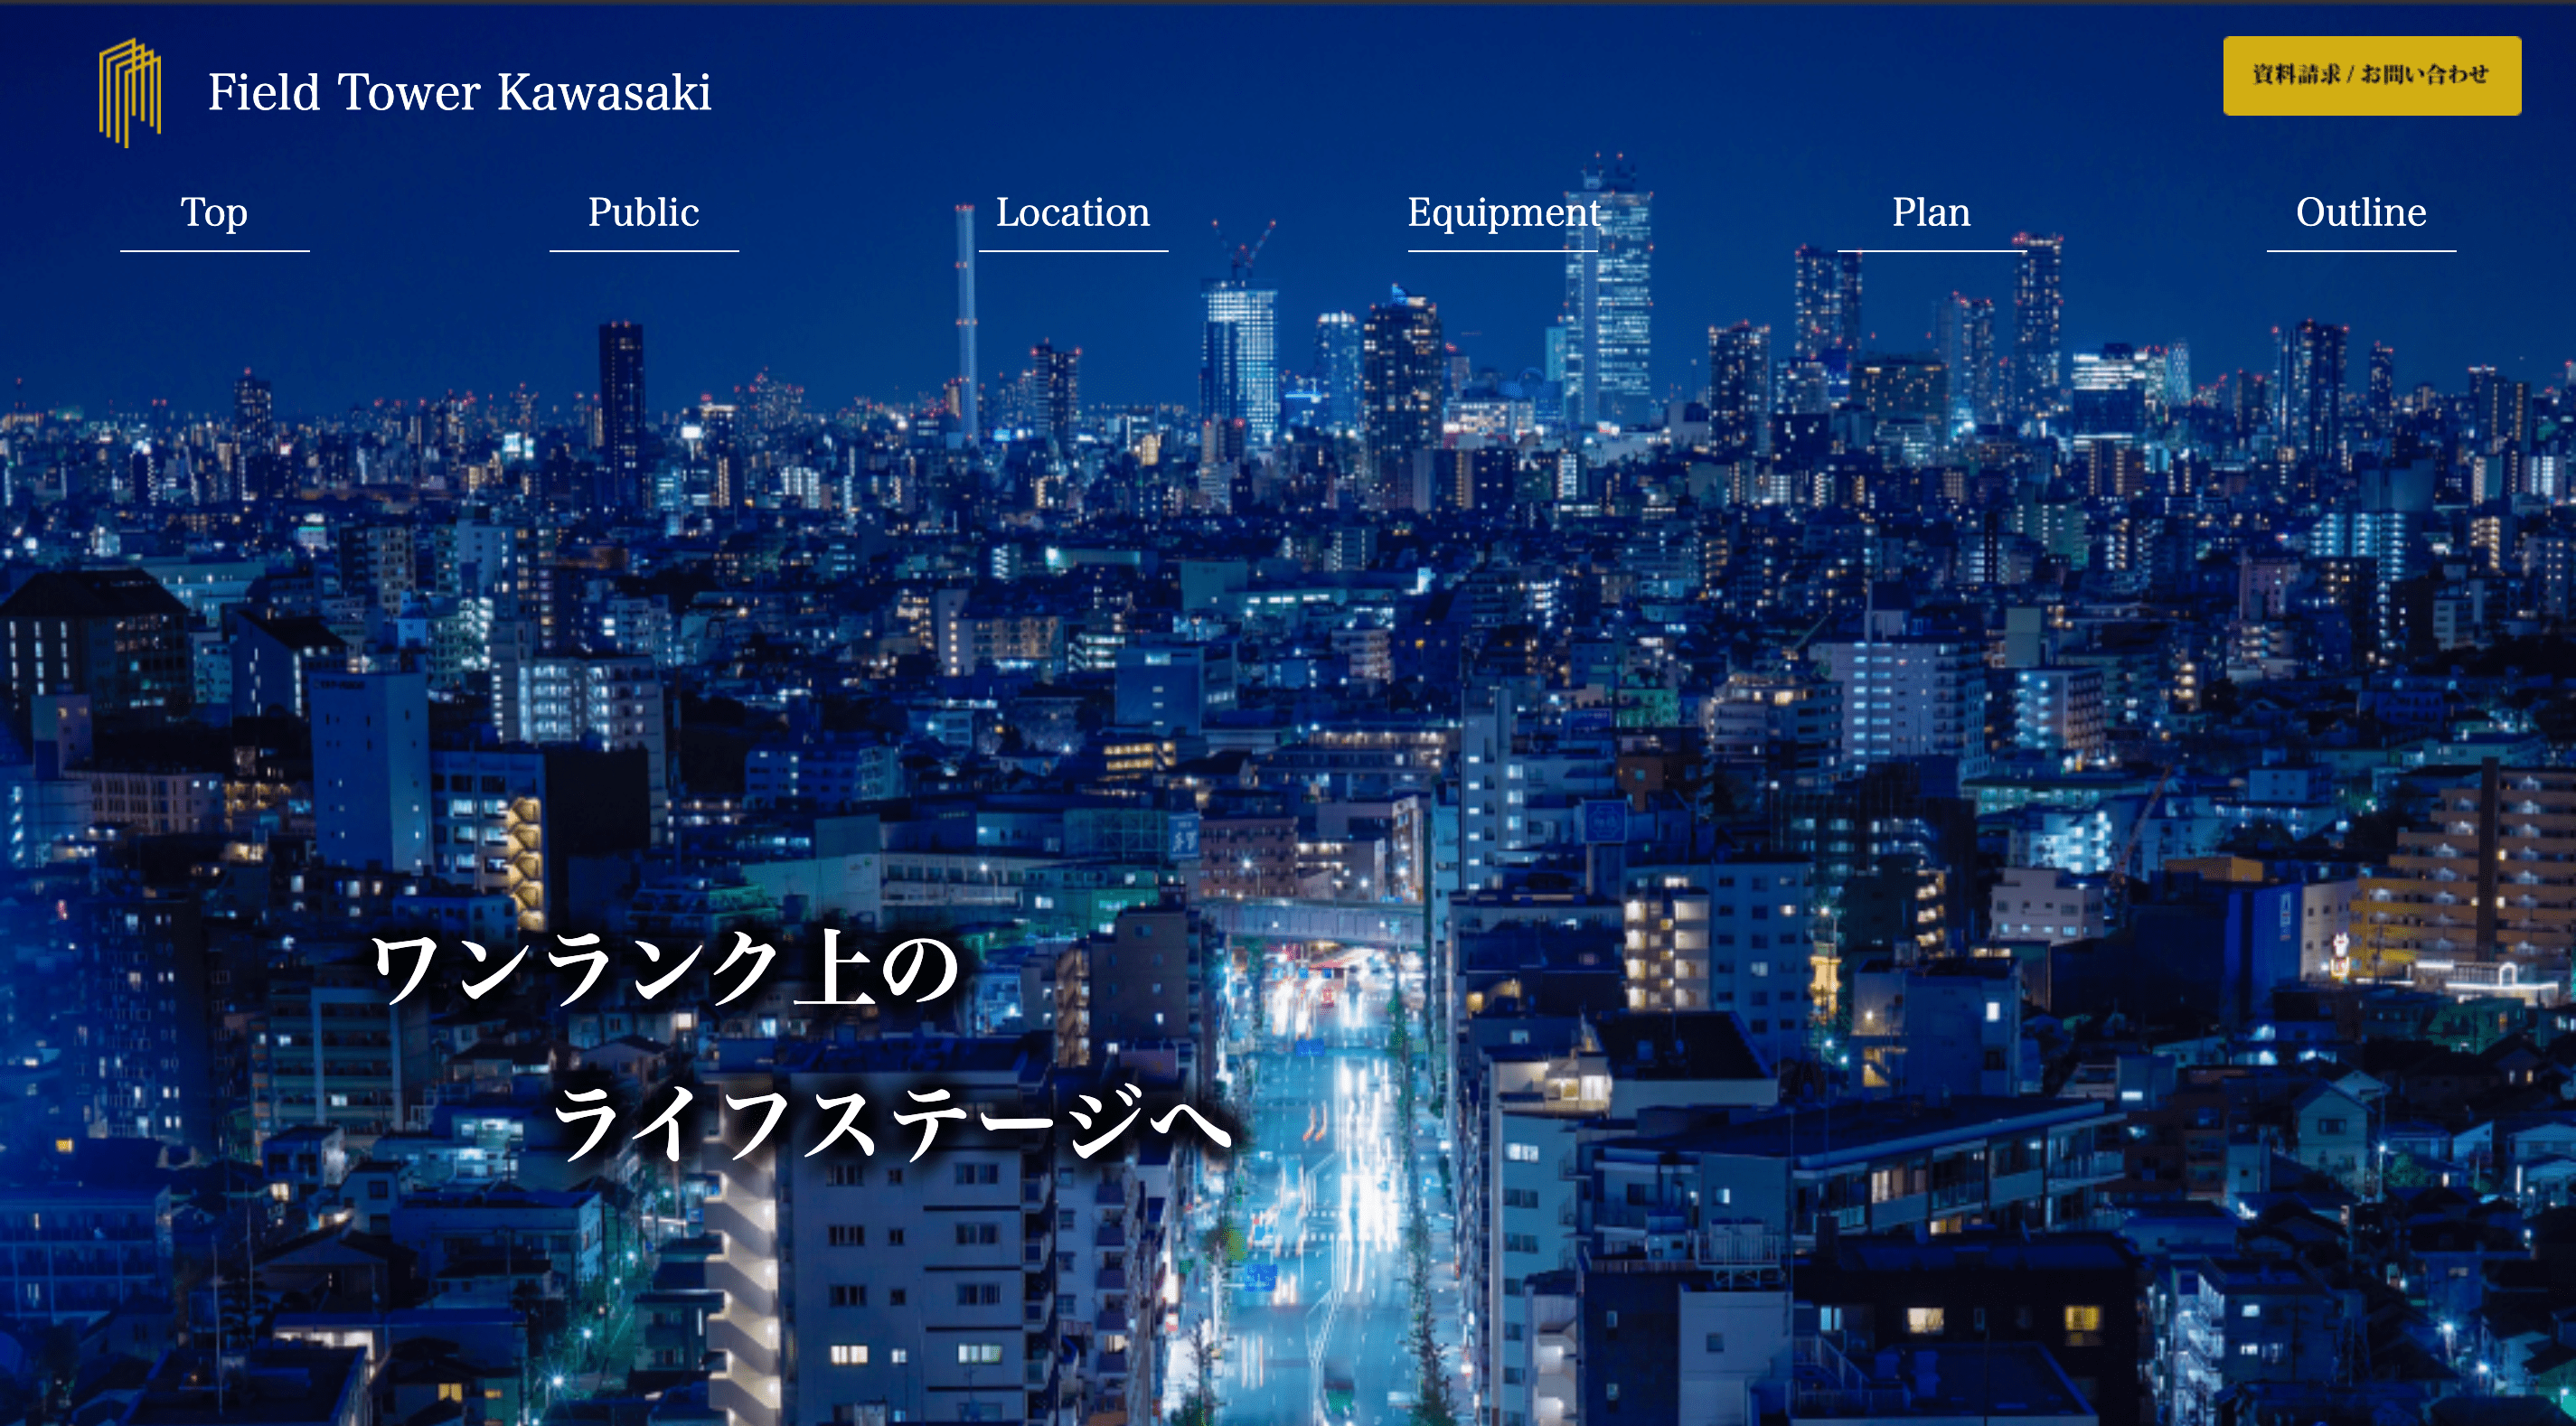 Field Tower Kawasaki
資料請求 / お問い合わせ
Top
Public
Location
Equipment
Plan
Outline
ワンランク上の
ライフステージへ